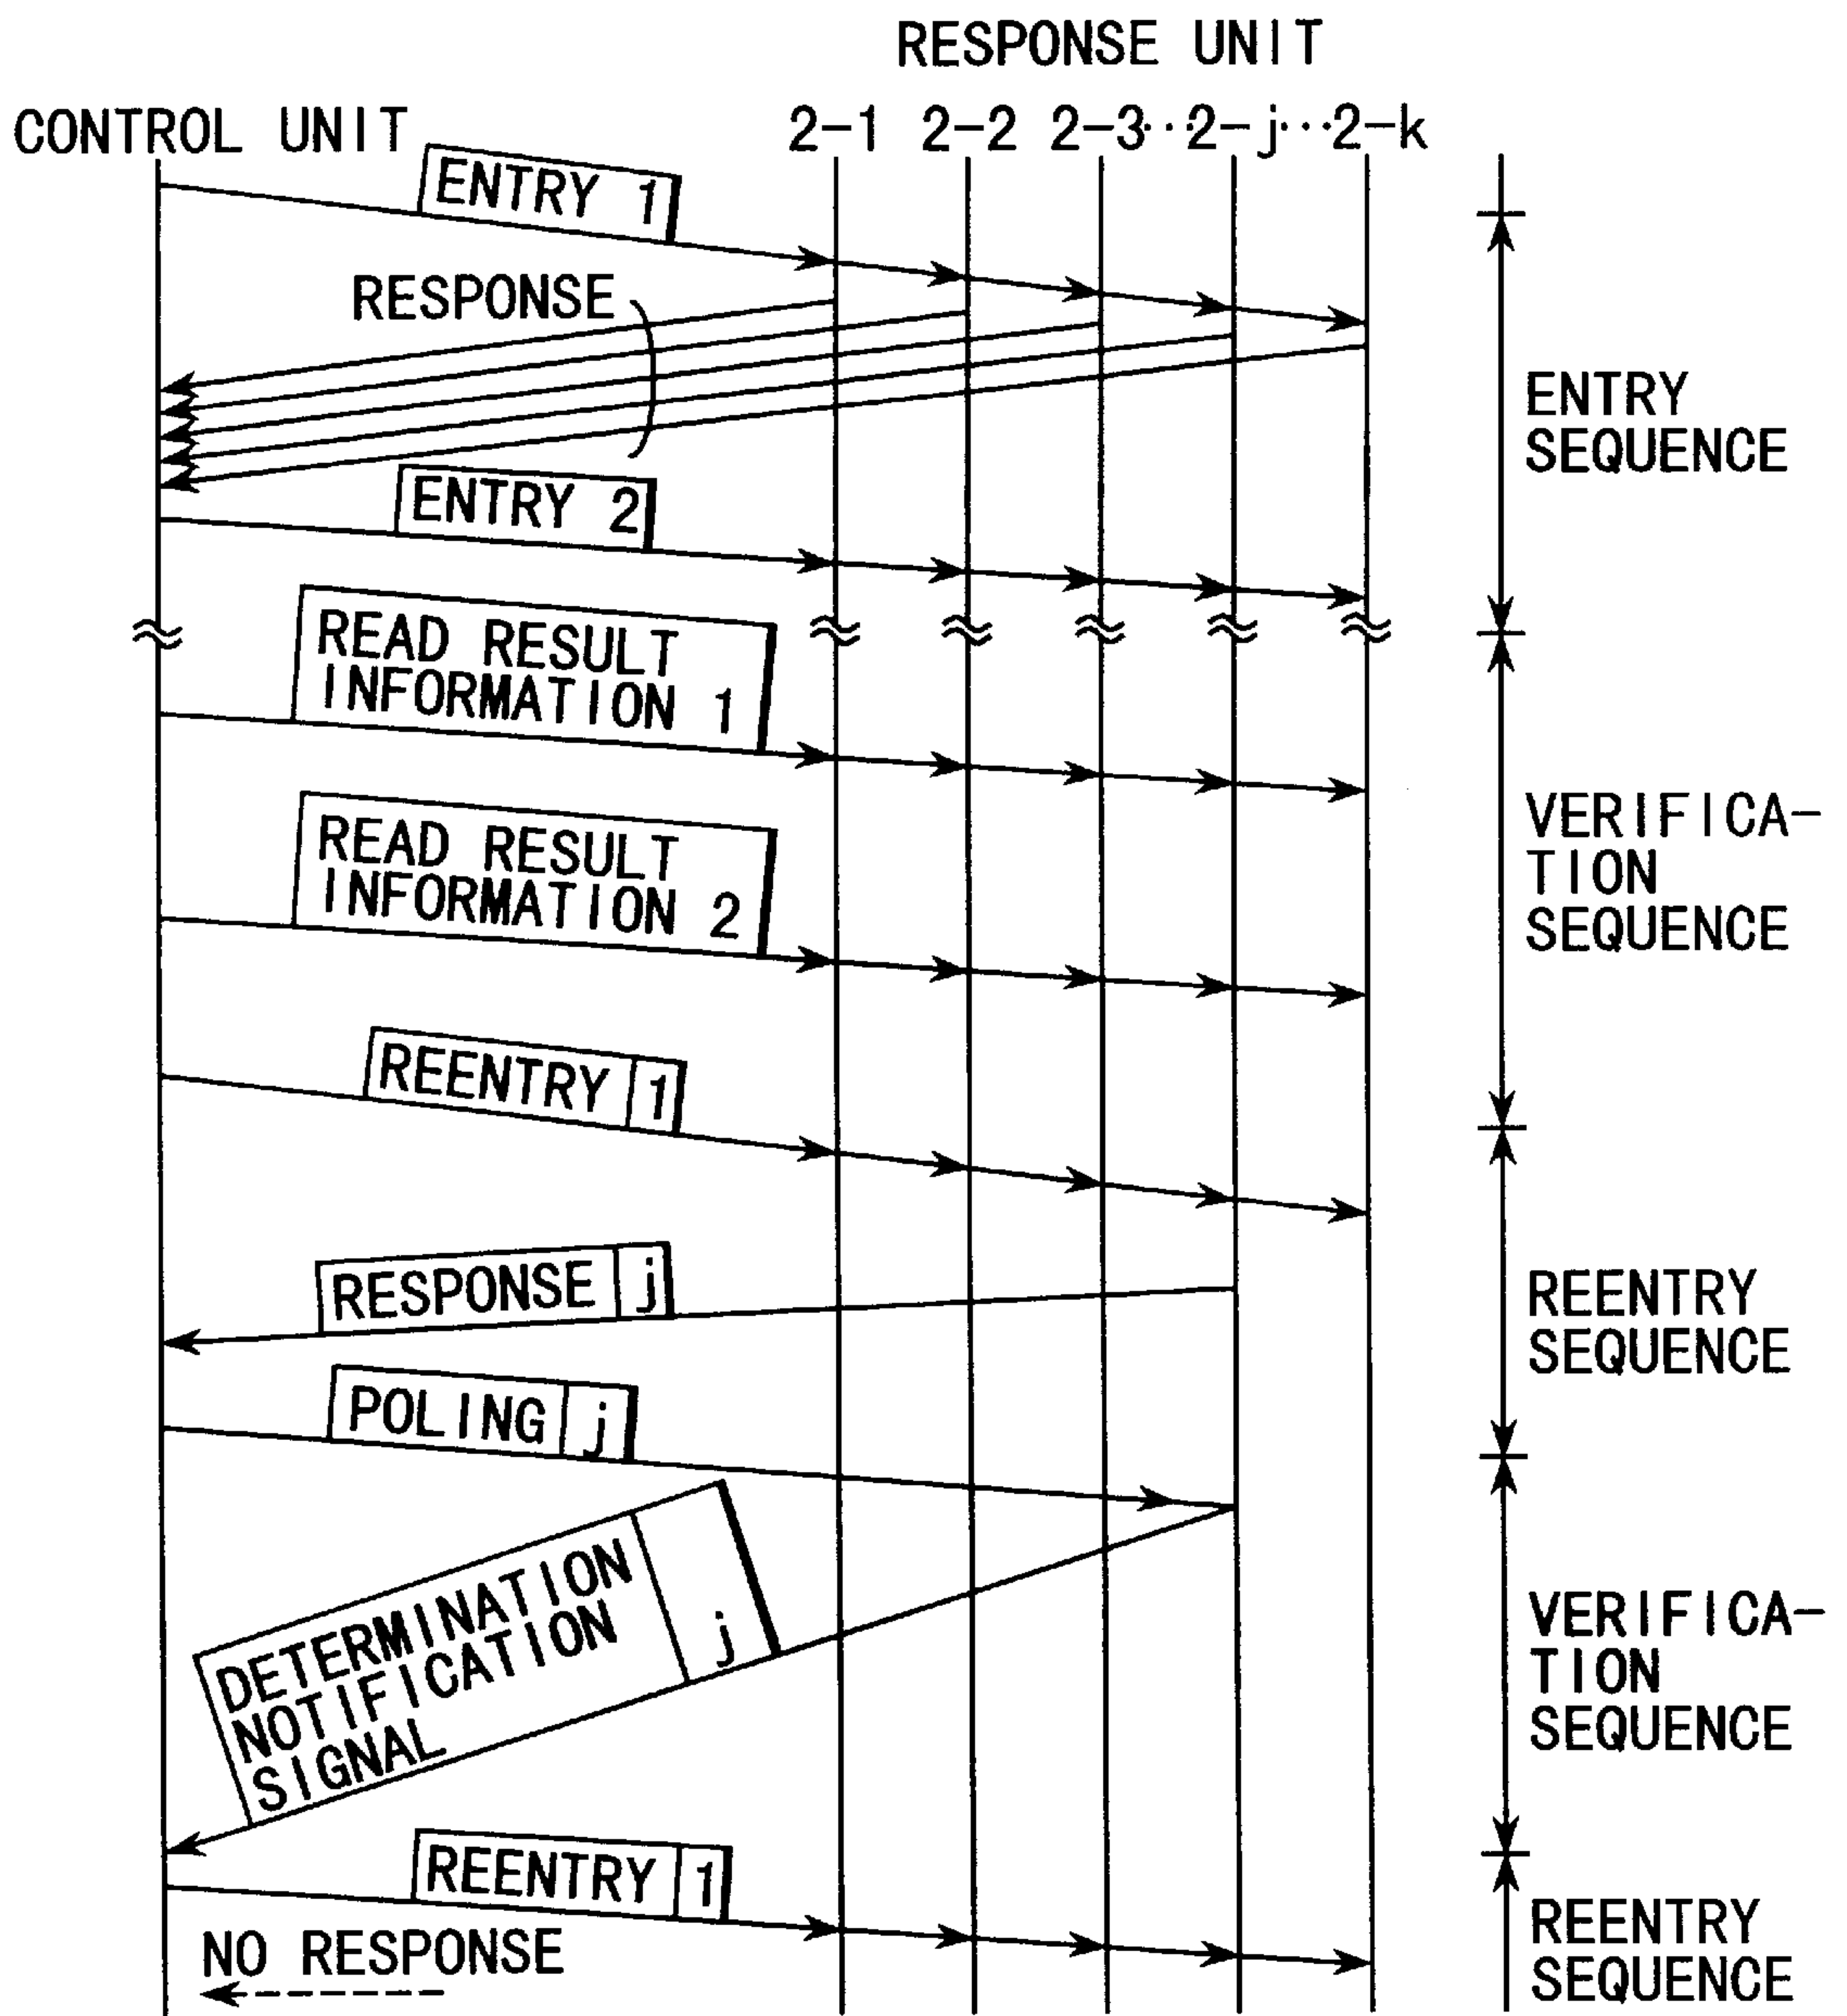 RESPONSE UNIT
CONTROL UNIT
2-1 2-2 2-3···2-j···2-k
ENTRY 1
RESPONSE
ENTRY
SEQUENCE
ENTRY 2
READ RESULT
INFORMATION 1
VERIFICA-
TION
SEQUENCE
READ RESULT
INFORMATION 2
REENTRY 1
REENTRY
SEQUENCE
RESPONSE j
POLING j
VERIFICA-
TION
SEQUENCE
DETERMINATION
NOTIFICATION
SIGNAL
j
REENTRY 1
REENTRY
SEQUENCE
NO RESPONSE